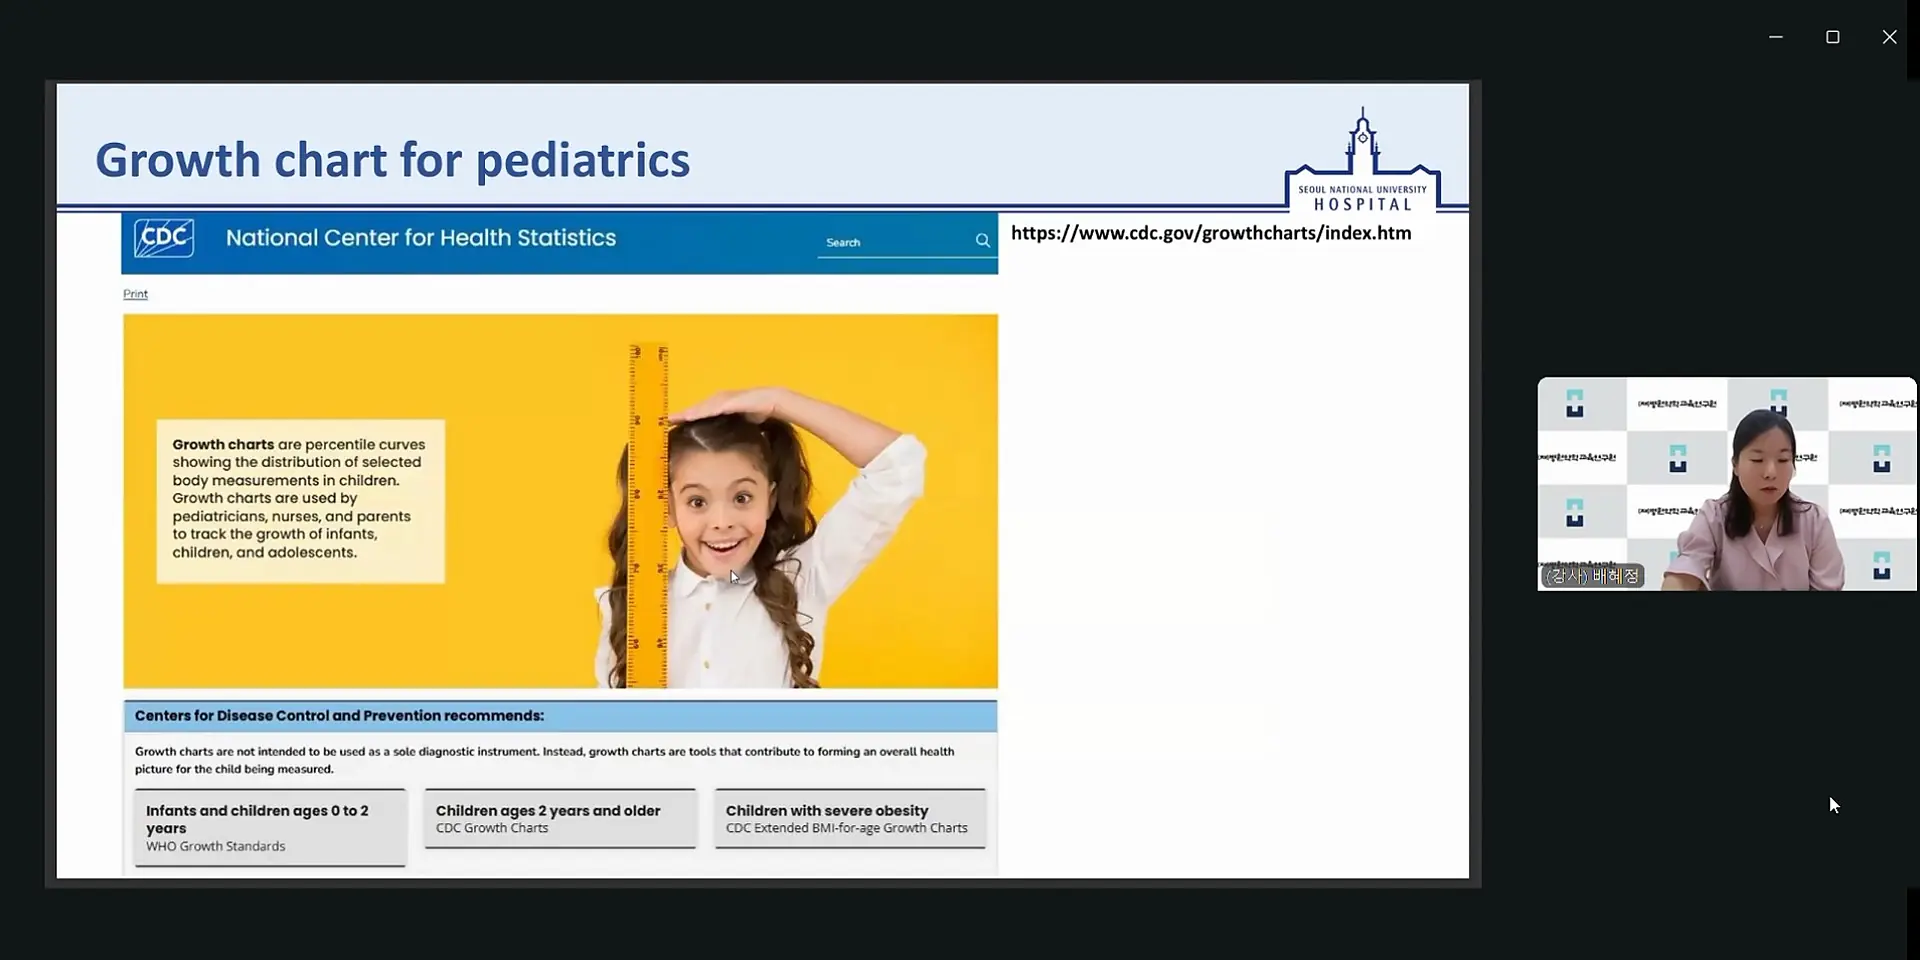 Growth chart for pediatrics
SEOUL NATIONAL UNIVERSITY
HOSPITAL
CDC
National Center for Health Statistics
Search
https://www.cdc.gov/growthcharts/index.htm
Print
Growth charts are percentile curves
showing the distribution of selected
body measurements in children.
Growth charts are used by
pediatricians, nurses, and parents
to track the growth of infants,
children, and adolescents.
Centers for Disease Control and Prevention recommends:
Growth charts are not intended to be used as a sole diagnostic instrument. Instead, growth charts are tools that contribute to forming an overall health
picture for the child being measured.
Infants and children ages 0 to 2
years
WHO Growth Standards
Children ages 2 years and older
CDC Growth Charts
Children with severe obesity
CDC Extended BMI-for-age Growth Charts
(강사) 배혜정